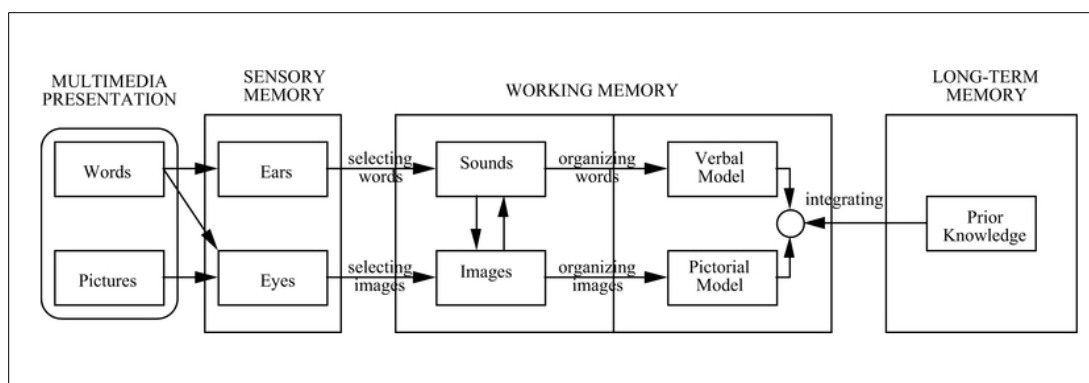 MULTIMEDIA
PRESENTATION
SENSORY
MEMORY
WORKING MEMORY
LONG-TERM
MEMORY
Words
Ears
selecting
words
Sounds
organizing
words
Verbal
Model
integrating
Prior
Knowledge
Pictures
Eyes
selecting
images
Images
organizing
images
Pictorial
Model